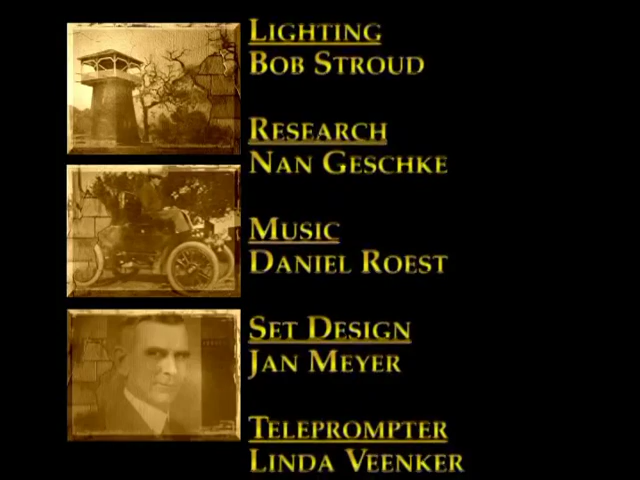 Lighting
Bob Stroud
Research
Nan Geschke
Music
Daniel Roest
Set Design
Jan Meyer
Teleprompter
Linda Veenker